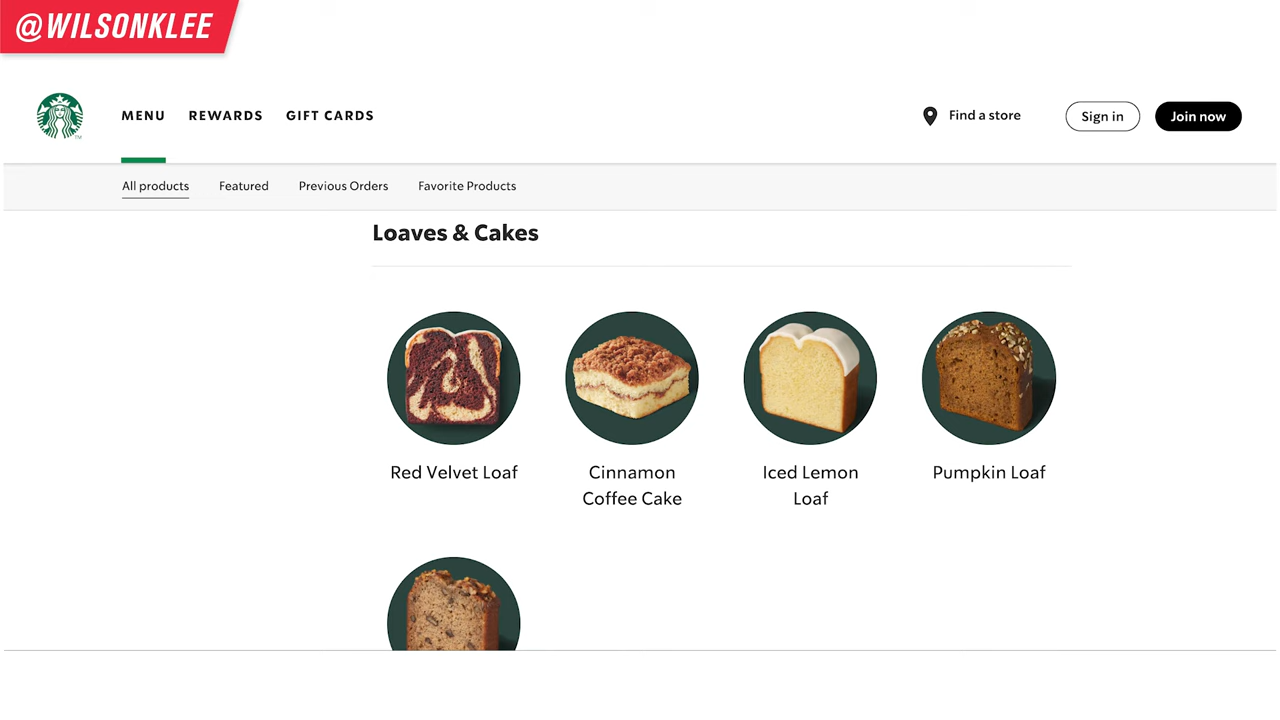 @WILSONKLEE
MENU REWARDS GIFT CARDS Find a store Sign in Join now
All products Featured Previous Orders Favorite Products
Loaves & Cakes
Red Velvet Loaf
Cinnamon
Coffee Cake
Iced Lemon
Loaf
Pumpkin Loaf